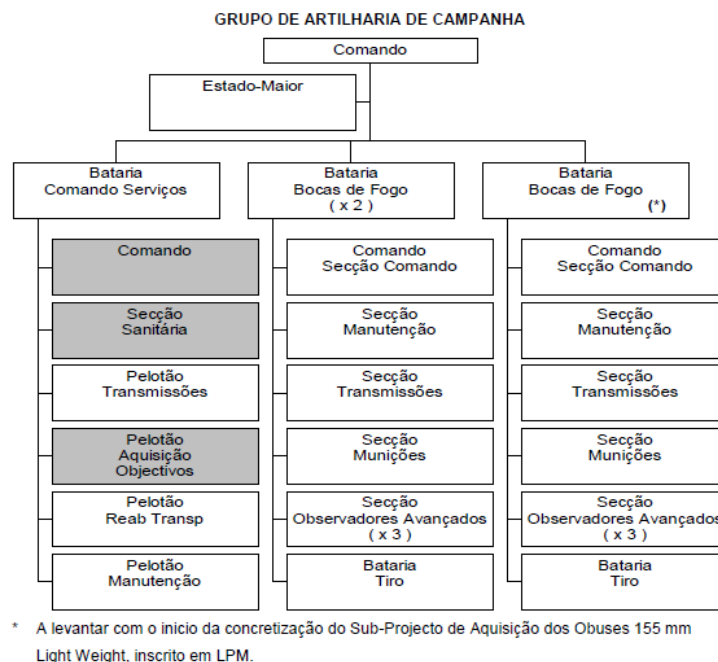 GRUPO DE ARTILHARIA DE CAMPANHA
Comando
Estado-Maior
Bataria
Comando Serviços
Bataria
Bocas de Fogo
( x 2 )
Bataria
Bocas de Fogo
(*)
Comando
Secção
Sanitária
Pelotão
Transmissões
Pelotão
Aquisição
Objectivos
Pelotão
Reab Transp
Pelotão
Manutenção
Comando
Secção Comando
Secção
Manutenção
Secção
Transmissões
Secção
Munições
Secção
Observadores Avançados
( x 3 )
Bataria
Tiro
Comando
Secção Comando
Secção
Manutenção
Secção
Transmissões
Secção
Munições
Secção
Observadores Avançados
( x 3 )
Bataria
Tiro
* A levantar com o inicio da concretização do Sub-Projecto de Aquisição dos Obuses 155 mm
Light Weight, inscrito em LPM.